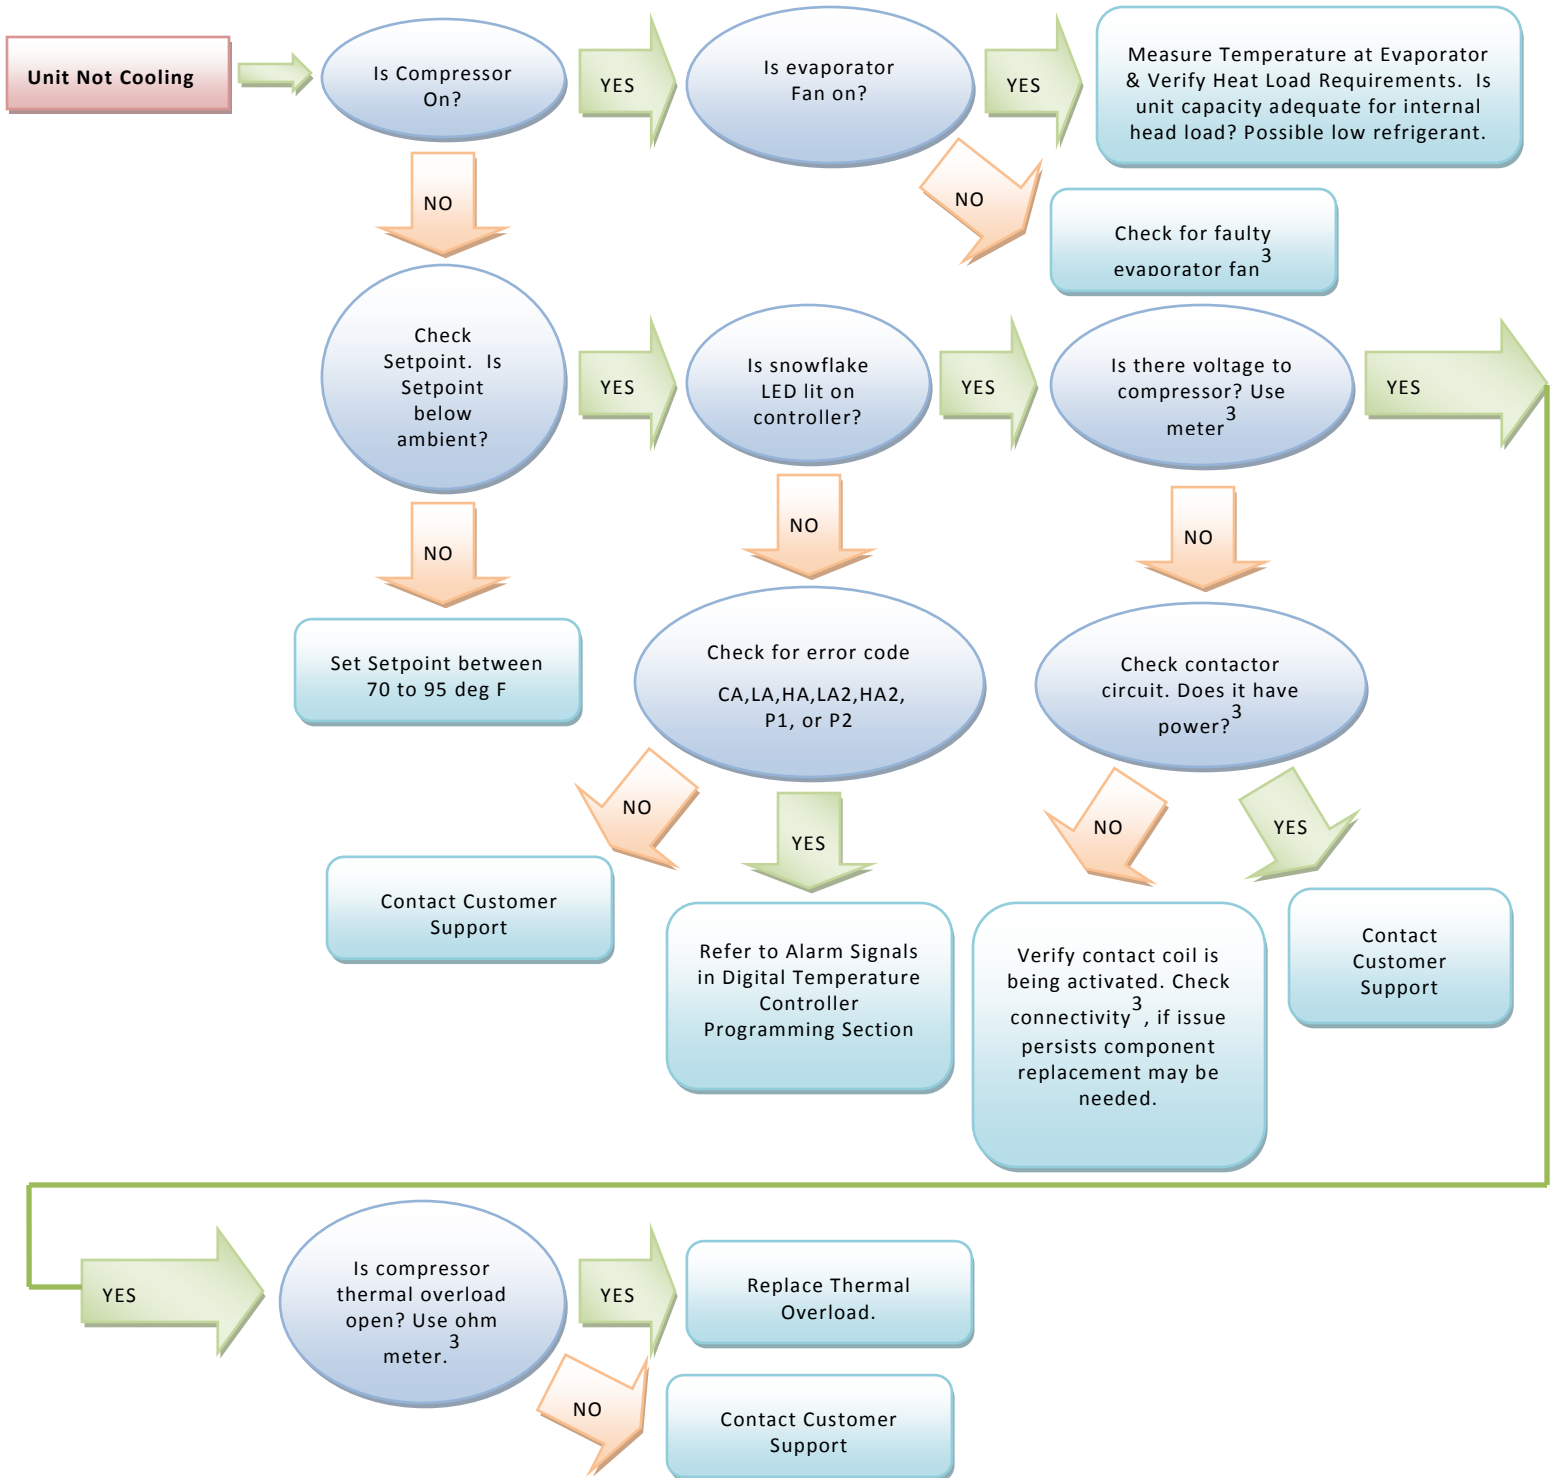 Unit Not Cooling
Is Compressor
On?
YES
Is evaporator
Fan on?
YES
Measure Temperature at Evaporator
& Verify Heat Load Requirements. Is
unit capacity adequate for internal
head load? Possible low refrigerant.
NO
NO
Check for faulty
evaporator fan3
Check
Setpoint. Is
Setpoint
below
ambient?
YES
Is snowflake
LED lit on
controller?
YES
Is there voltage to
compressor? Use
meter3
YES
NO
NO
NO
Set Setpoint between
70 to 95 deg F
Check for error code
CA,LA,HA,LA2,HA2,
P1, or P2
Check contactor
circuit. Does it have
power?3
NO
YES
NO
YES
Contact Customer
Support
Refer to Alarm Signals
in Digital Temperature
Controller
Programming Section
Verify contact coil is
being activated. Check
connectivity3, if issue
persists component
replacement may be
needed.
Contact
Customer
Support
YES
Is compressor
thermal overload
open? Use ohm
meter.3
YES
Replace Thermal
Overload.
NO
Contact Customer
Support